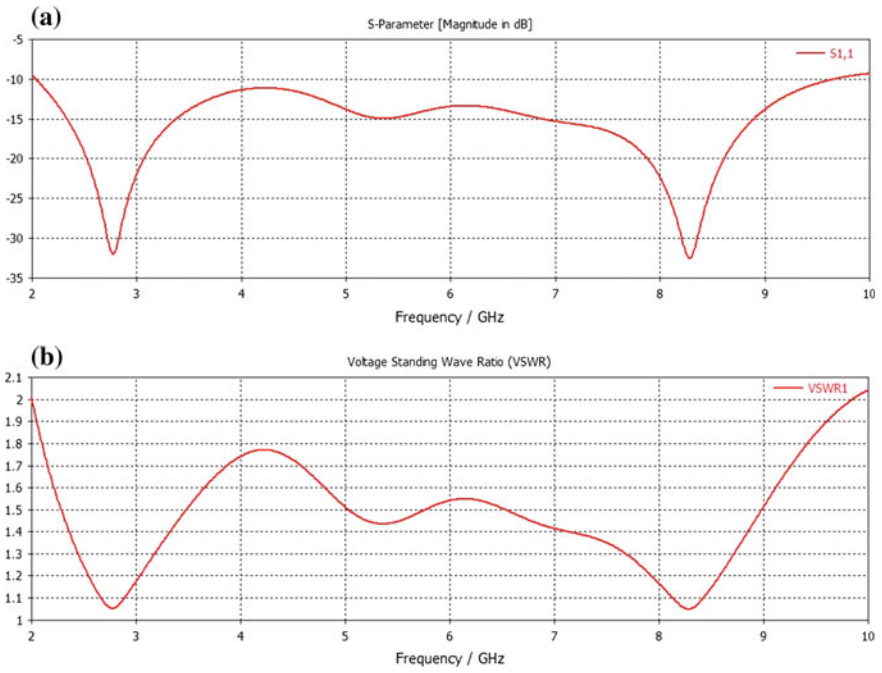 (a)
S-Parameter [Magnitude in dB]
-5
S1,1
-10
-15
-20
-25
-30
-35
2 3 4 5 6 7 8 9 10
Frequency / GHz
(b)
Voltage Standing Wave Ratio (VSWR)
2.1
VSWR1
2
1.9
1.8
1.7
1.6
1.5
1.4
1.3
1.2
1.1
1
2 3 4 5 6 7 8 9 10
Frequency / GHz